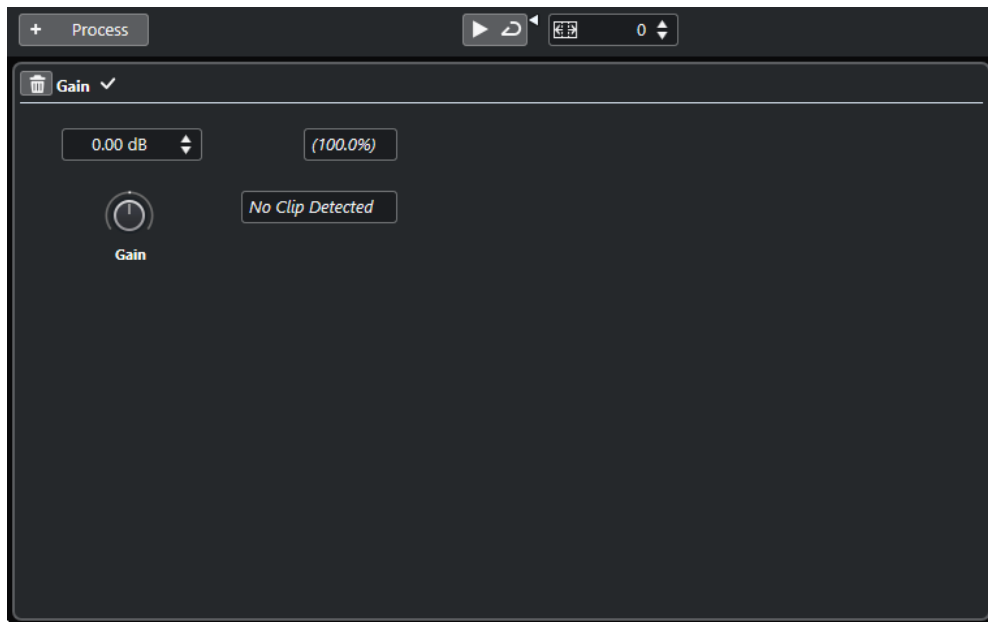 + Process
0
Gain
0.00 dB
(100.0%)
No Clip Detected
Gain